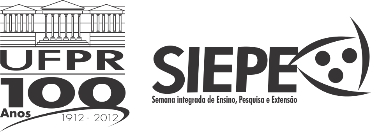 UFPR
100
Anos
1912 - 2012
SIEPE
Semana integrada de Ensino, Pesquisa e Extensão